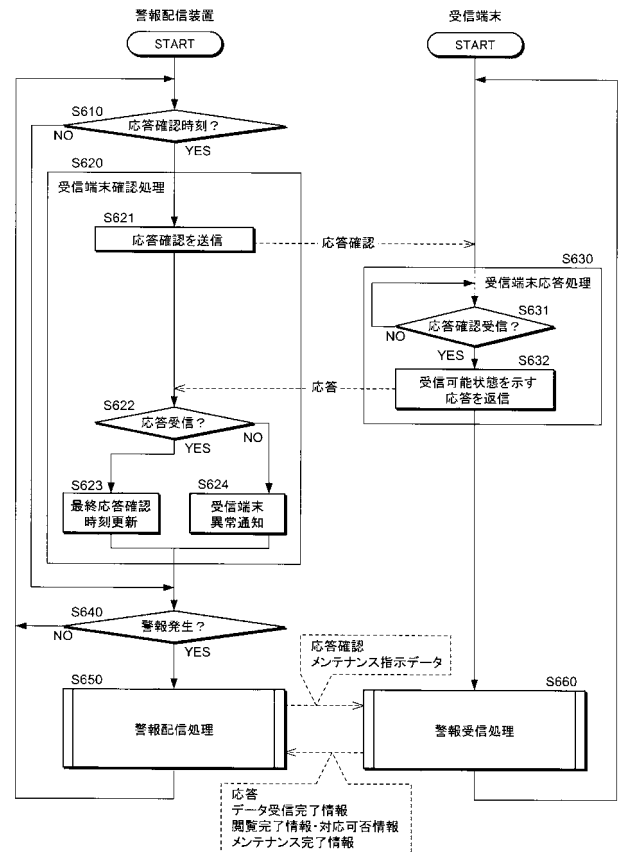 警報配信装置
START
受信端末
START
S610
応答確認時刻?
NO
YES
S620
受信端末確認処理
S621
応答確認を送信
応答確認
S630
受信端末応答処理
S631
応答確認受信?
NO
YES
S632
受信可能状態を示す
応答を返信
応答
S622
応答受信?
NO
YES
S623
最終応答確認
時刻更新
S624
受信端末
異常通知
S640
警報発生?
NO
YES
応答確認
メンテナンス指示データ
S650
警報配信処理
S660
警報受信処理
応答
データ受信完了情報
閲覧完了情報・対応可否情報
メンテナンス完了情報